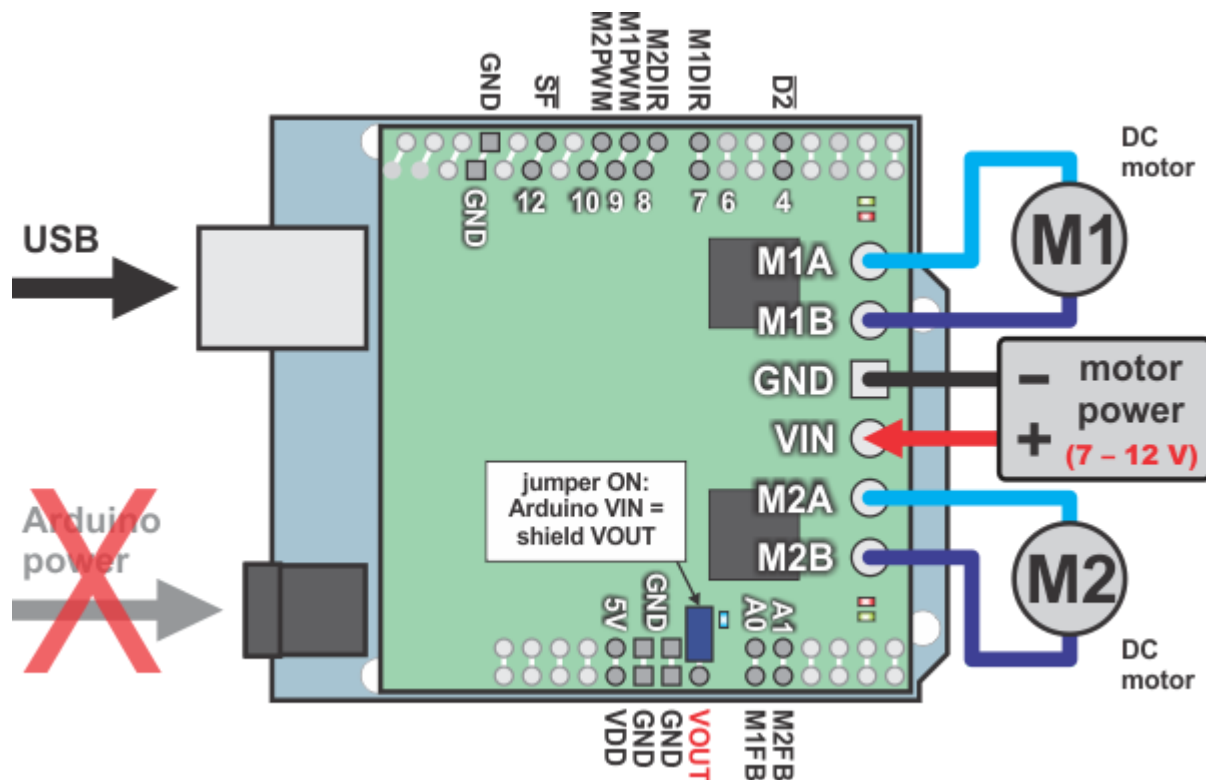 GND
SF
M2PWM
M1PWM
M2DIR
M1DIR
D2
GND
12
10
9
8
7
6
4
DC
motor
USB
M1A
M1B
GND
VIN
M2A
M2B
M1
motor
power
(7 – 12 V)
–
+
jumper ON:
Arduino VIN =
shield VOUT
Arduino
power
M2
DC
motor
5V
GND
A0
A1
VDD
GND
GND
VOUT
M1FB
M2FB